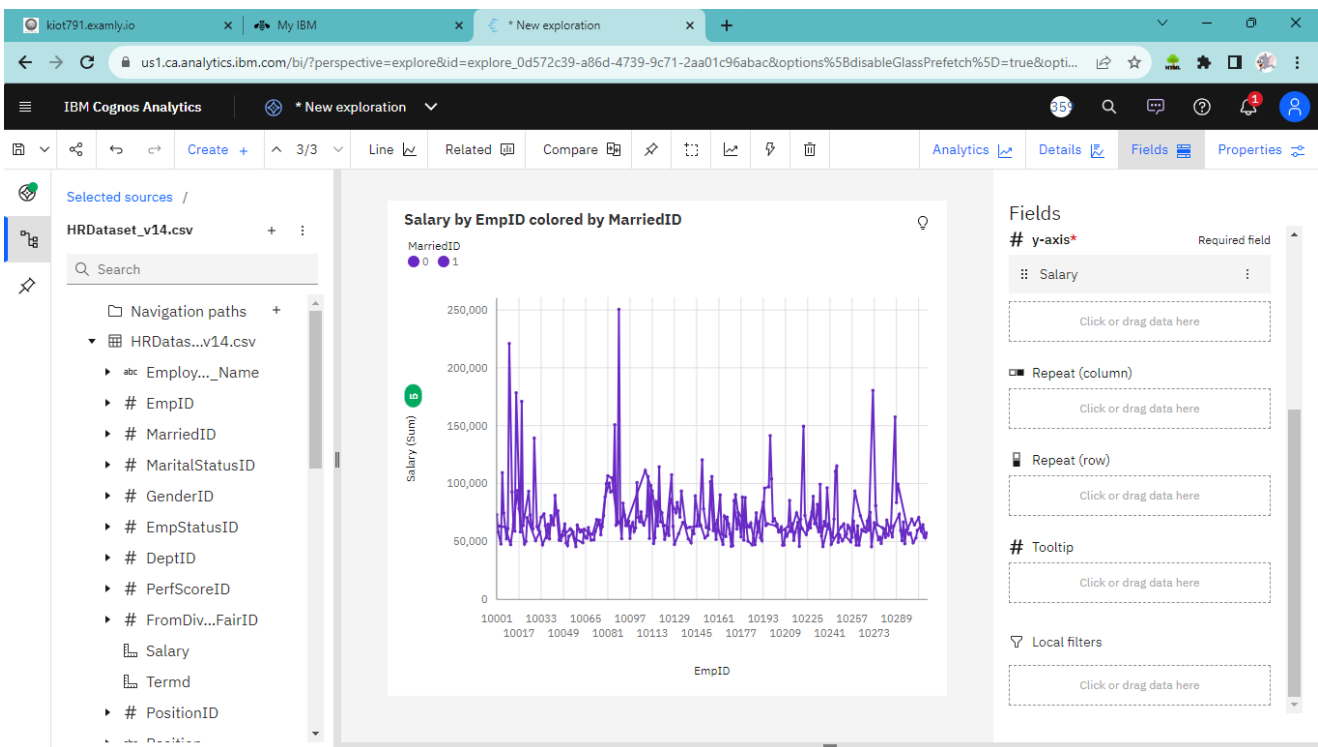 kiot791.examly.io
My IBM
* New exploration
us1.ca.analytics.ibm.com/bi/?perspective=explore&id=explore_0d572c39-a86d-4739-9c71-2aa01c96abac&options%5BdisableGlassPrefetch%5D=true&opti...
IBM Cognos Analytics
* New exploration
359
1
Create +
3/3
Line
Related
Compare
Analytics
Details
Fields
Properties
Selected sources /
HRDataset_v14.csv
Search
Navigation paths
HRDatas...v14.csv
abc Employ..._Name
# EmpID
# MarriedID
# MaritalStatusID
# GenderID
# EmpStatusID
# DeptID
# PerfScoreID
# FromDiv...FairID
Salary
Termd
# PositionID
Salary by EmpID colored by MarriedID
MarriedID
0 1
250,000
200,000
150,000
100,000
50,000
0
5
Salary (Sum)
10001 10033 10065 10097 10129 10161 10193 10225 10257 10289
10017 10049 10081 10113 10145 10177 10209 10241 10273
EmpID
Fields
# y-axis* Required field
Salary
Click or drag data here
Repeat (column)
Click or drag data here
Repeat (row)
Click or drag data here
# Tooltip
Click or drag data here
Local filters
Click or drag data here